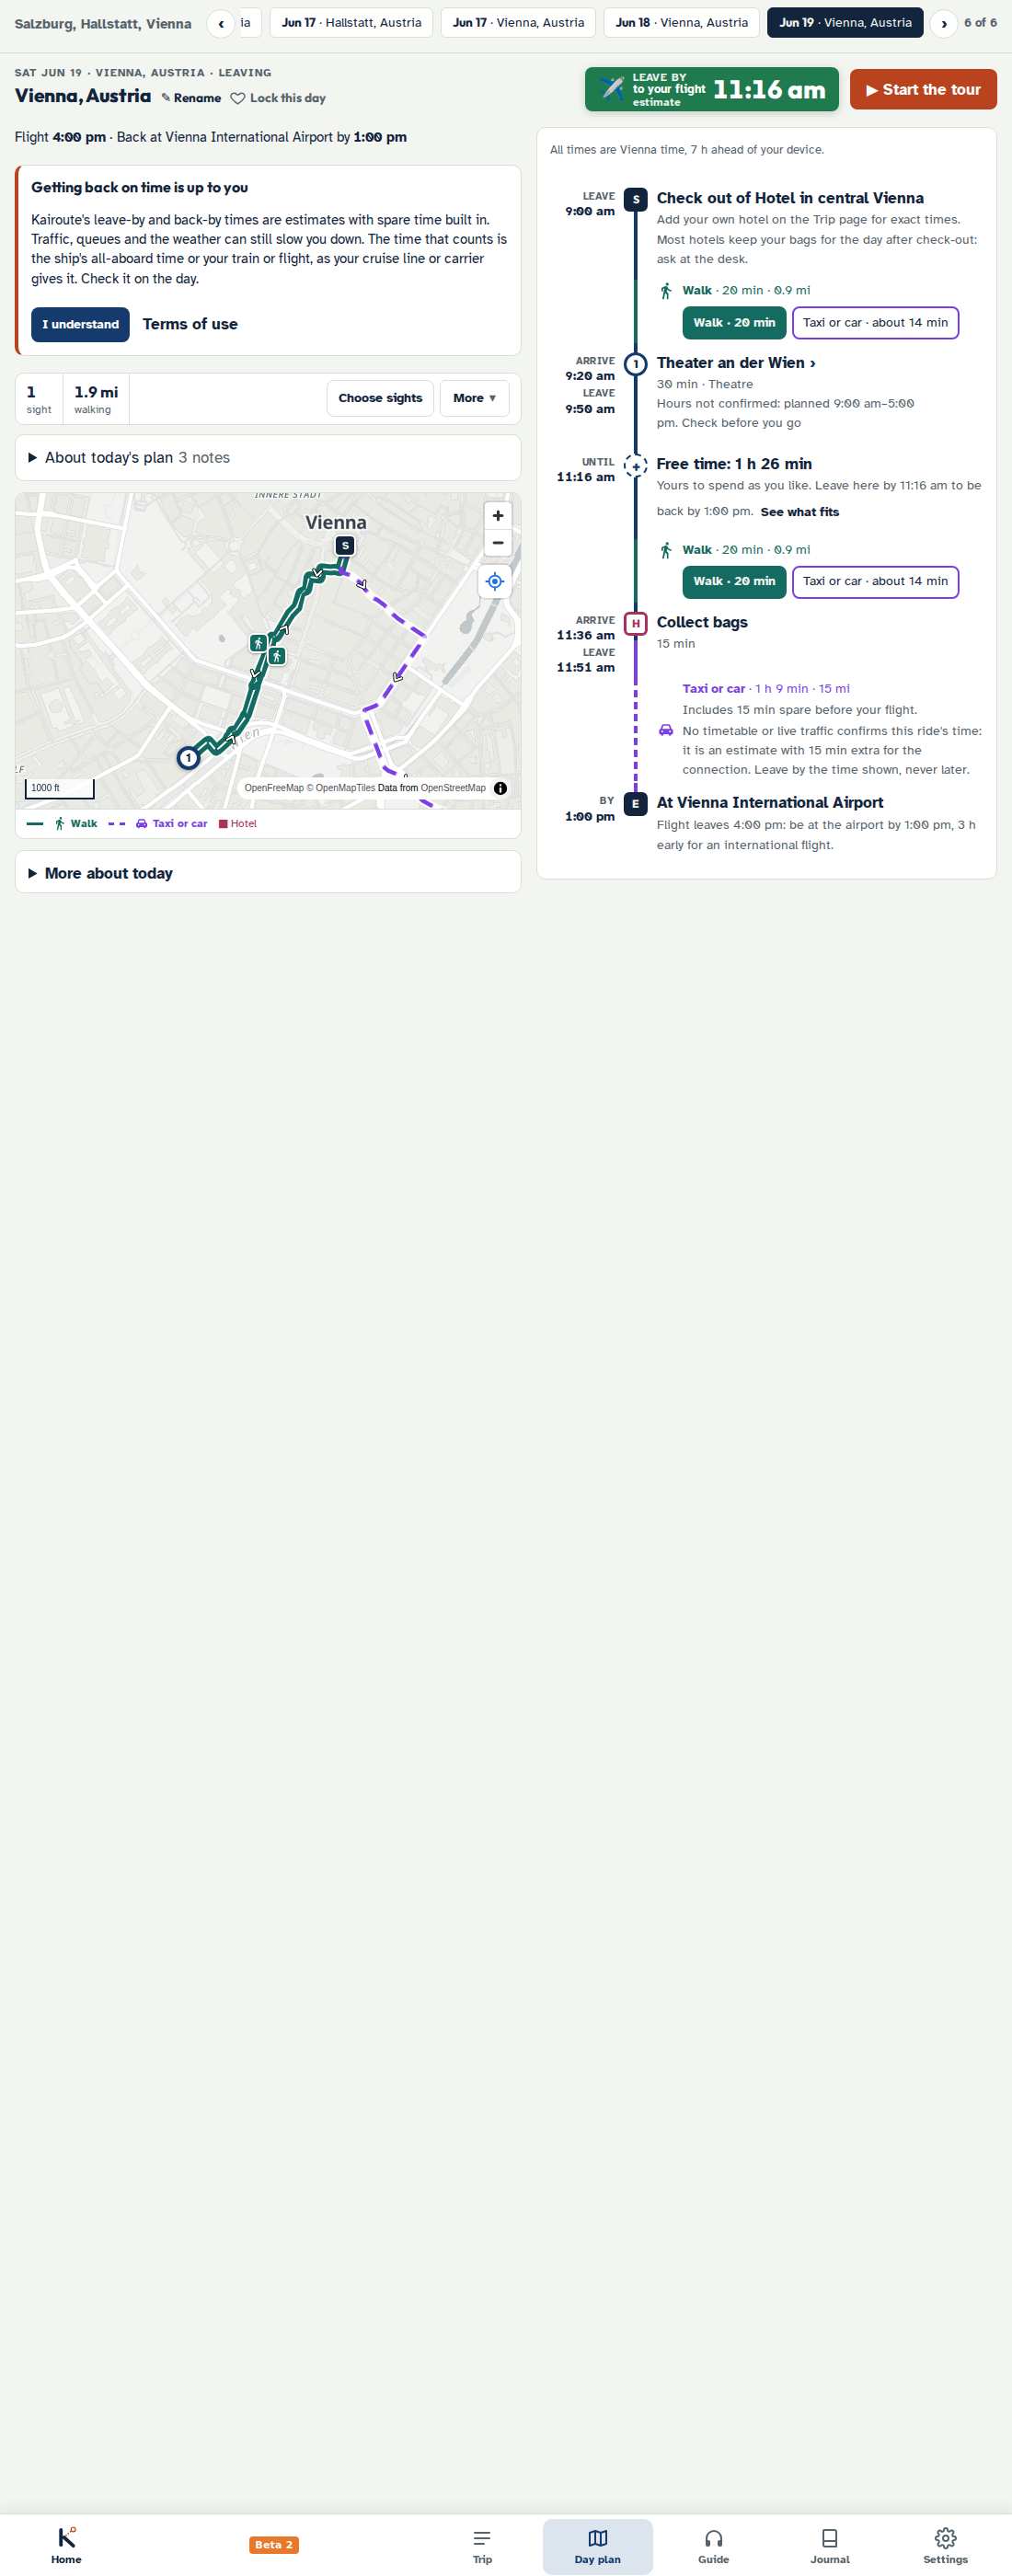 Salzburg, Hallstatt, Vienna
‹
ia
Jun 17 · Hallstatt, Austria
Jun 17 · Vienna, Austria
Jun 18 · Vienna, Austria
Jun 19 · Vienna, Austria
›
6 of 6
SAT JUN 19 · VIENNA, AUSTRIA · LEAVING
Vienna, Austria
✎ Rename
Lock this day
LEAVE BY
to your flight
estimate
11:16 am
▶ Start the tour
Flight 4:00 pm · Back at Vienna International Airport by 1:00 pm
Getting back on time is up to you
Kairoute's leave-by and back-by times are estimates with spare time built in.
Traffic, queues and the weather can still slow you down. The time that counts is
the ship's all-aboard time or your train or flight, as your cruise line or carrier
gives it. Check it on the day.
I understand
Terms of use
1
sight
1.9 mi
walking
Choose sights
More ▼
▶ About today's plan 3 notes
INNERE STADT
Vienna
S
+
−
1
Wien
LF
1000 ft
OpenFreeMap © OpenMapTiles Data from OpenStreetMap
Walk
Taxi or car
Hotel
▶ More about today
All times are Vienna time, 7 h ahead of your device.
LEAVE
9:00 am
S
Check out of Hotel in central Vienna
Add your own hotel on the Trip page for exact times.
Most hotels keep your bags for the day after check-out:
ask at the desk.
Walk · 20 min · 0.9 mi
Walk · 20 min
Taxi or car · about 14 min
ARRIVE
9:20 am
LEAVE
9:50 am
1
Theater an der Wien ›
30 min · Theatre
Hours not confirmed: planned 9:00 am–5:00
pm. Check before you go
UNTIL
11:16 am
+
Free time: 1 h 26 min
Yours to spend as you like. Leave here by 11:16 am to be
back by 1:00 pm. See what fits
Walk · 20 min · 0.9 mi
Walk · 20 min
Taxi or car · about 14 min
ARRIVE
11:36 am
LEAVE
11:51 am
H
Collect bags
15 min
Taxi or car · 1 h 9 min · 15 mi
Includes 15 min spare before your flight.
No timetable or live traffic confirms this ride's time:
it is an estimate with 15 min extra for the
connection. Leave by the time shown, never later.
BY
1:00 pm
E
At Vienna International Airport
Flight leaves 4:00 pm: be at the airport by 1:00 pm, 3 h
early for an international flight.
Home
Beta 2
Trip
Day plan
Guide
Journal
Settings